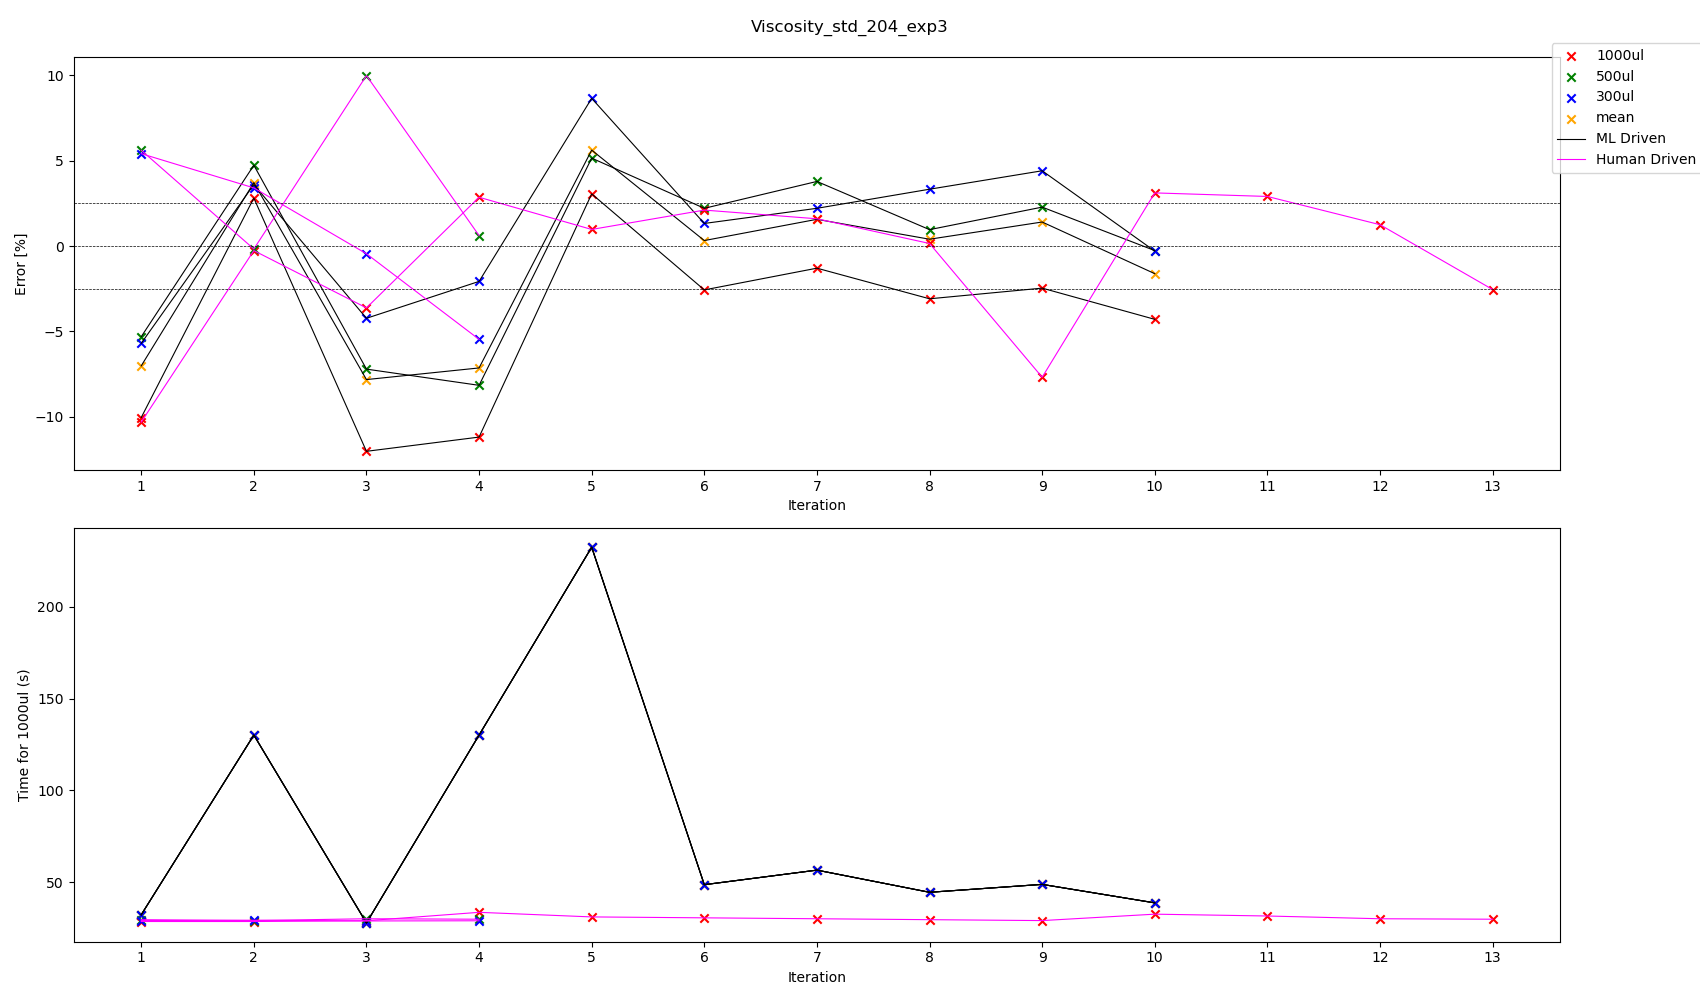 Viscosity_std_204_exp3
1000ul
500ul
300ul
mean
ML Driven
Human Driven
Error [%]
10
5
0
−5
−10
1 2 3 4 5 6 7 8 9 10 11 12 13
Iteration
Time for 1000ul (s)
200
150
100
50
1 2 3 4 5 6 7 8 9 10 11 12 13
Iteration